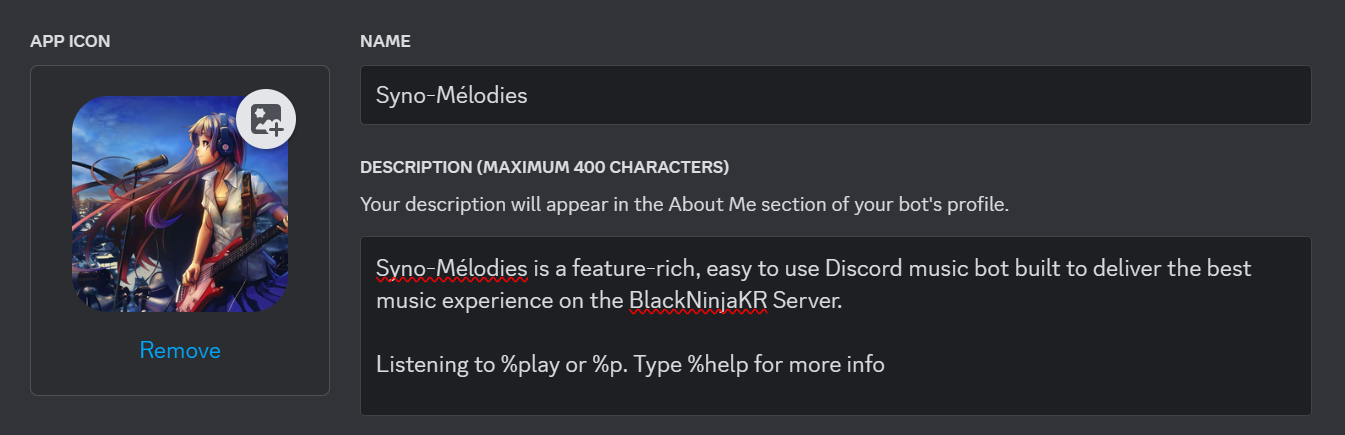 APP ICON
NAME
Syno-Mélodies
DESCRIPTION (MAXIMUM 400 CHARACTERS)
Your description will appear in the About Me section of your bot's profile.
Syno-Mélodies is a feature-rich, easy to use Discord music bot built to deliver the best
music experience on the BlackNinjaKR Server.
Listening to %play or %p. Type %help for more info
Remove